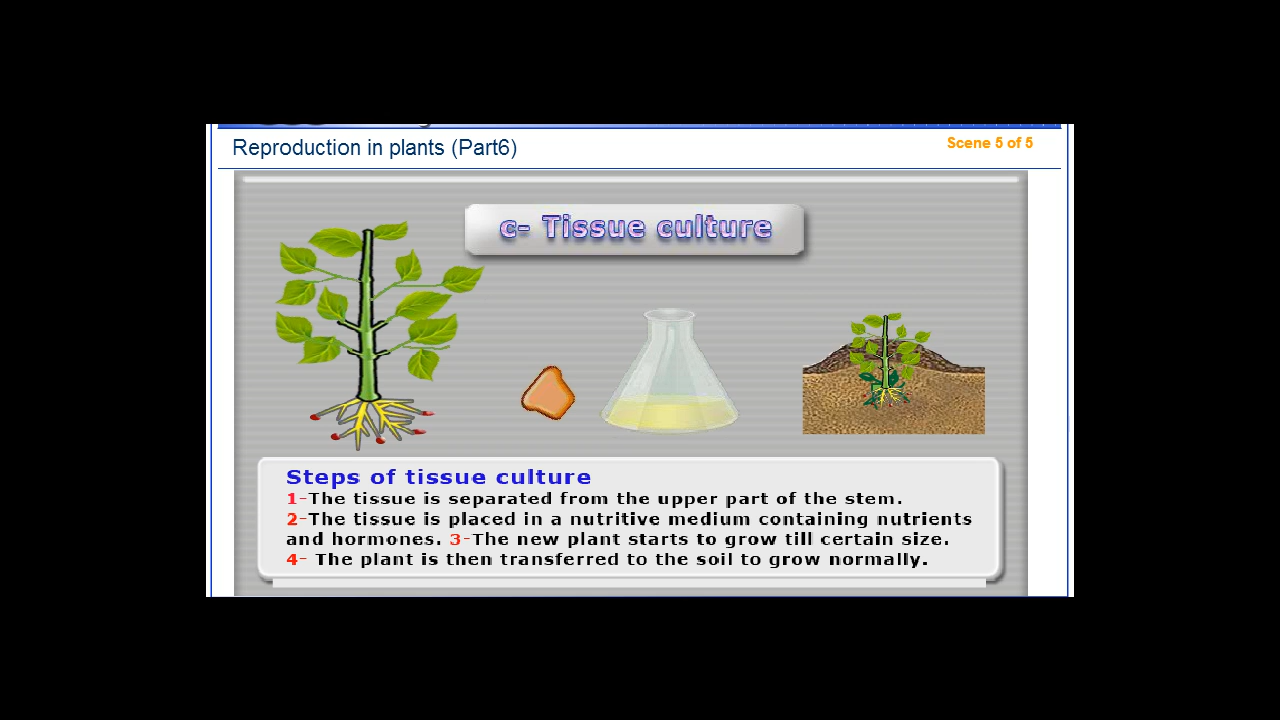 Reproduction in plants (Part6)
Scene 5 of 5
c- Tissue culture
Steps of tissue culture
1-The tissue is separated from the upper part of the stem.
2-The tissue is placed in a nutritive medium containing nutrients
and hormones. 3-The new plant starts to grow till certain size.
4- The plant is then transferred to the soil to grow normally.